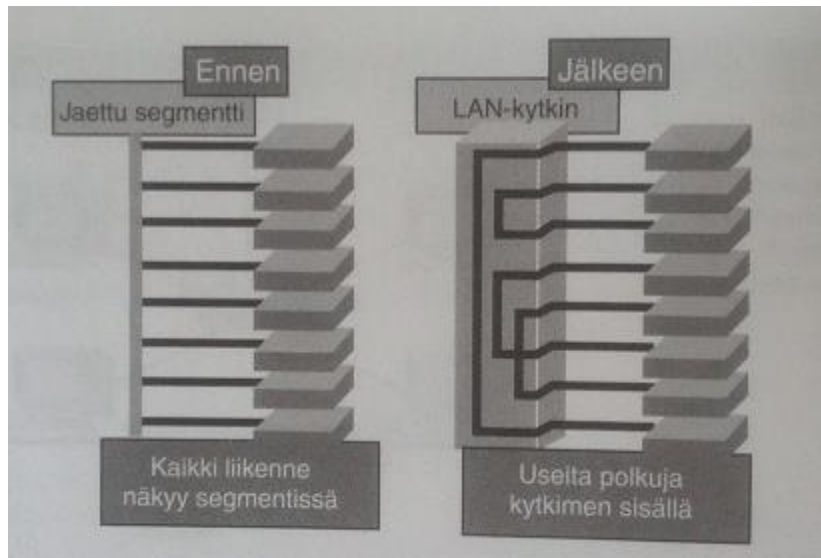 Ennen
Jaettu segmentti
Kaikki liikenne
näkyy segmentissä
Jälkeen
LAN-kytkin
Useita polkuja
kytkimen sisällä